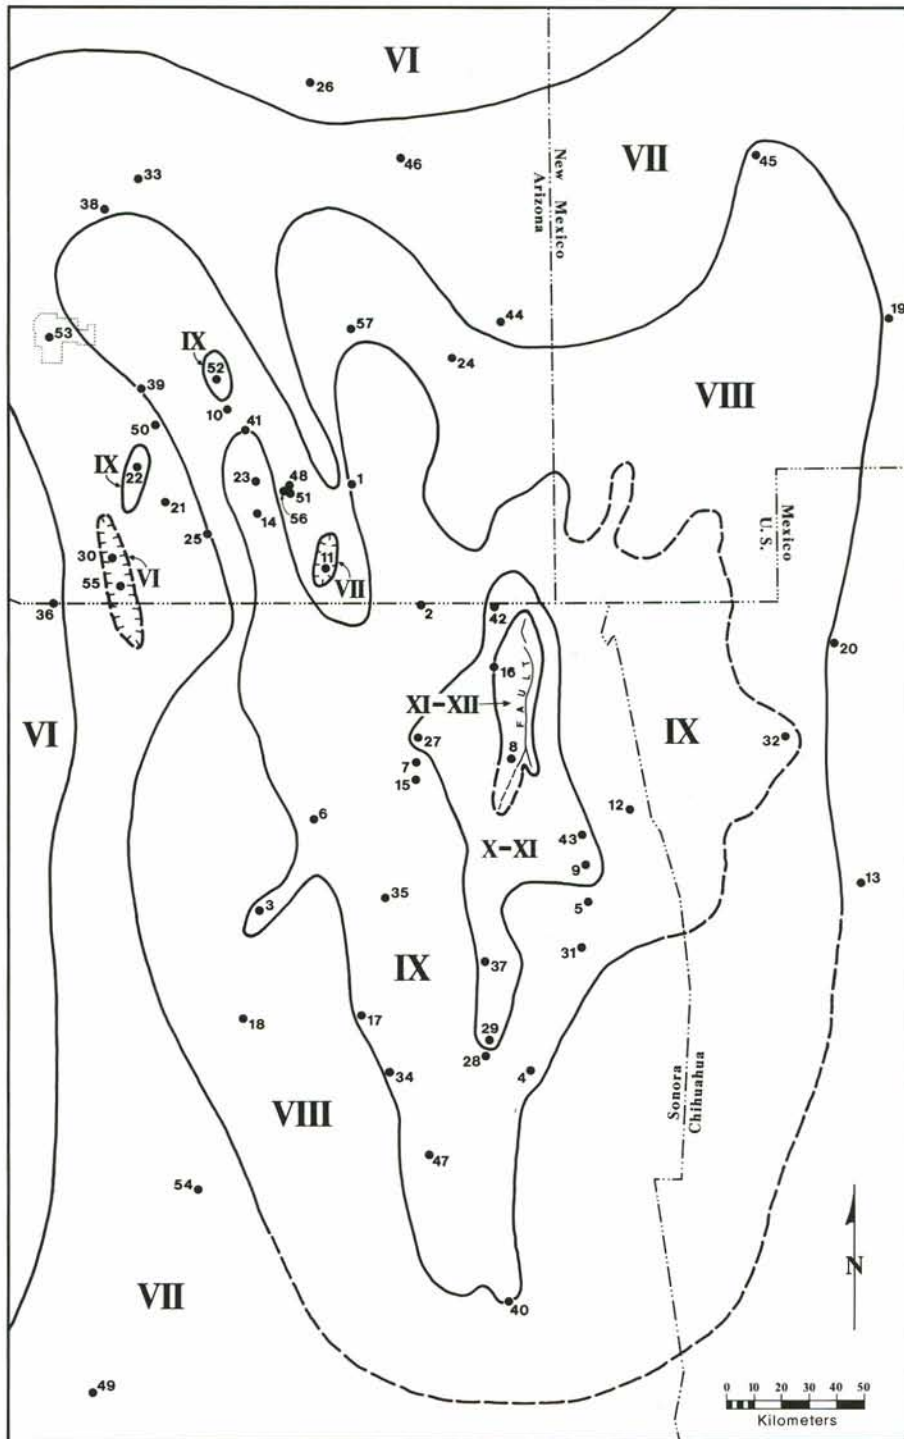 VI
26
46
VII
45
New Mexico
Arizona
33
38
19
44
57
53
IX
52
24
39
10
VIII
50
41
IX
22
23
48
1
51
56
21
14
Mexico
U.S.
25
30
VI
11
VII
55
36
2
42
20
16
FAULT
XI-XII
VI
27
IX
32
7
8
15
12
6
43
X-XI
9
13
35
3
5
31
IX
37
18
17
29
28
34
4
Sonora
Chihuahua
VIII
47
54
N
VII
40
49
0 10 20 30 40 50
Kilometers